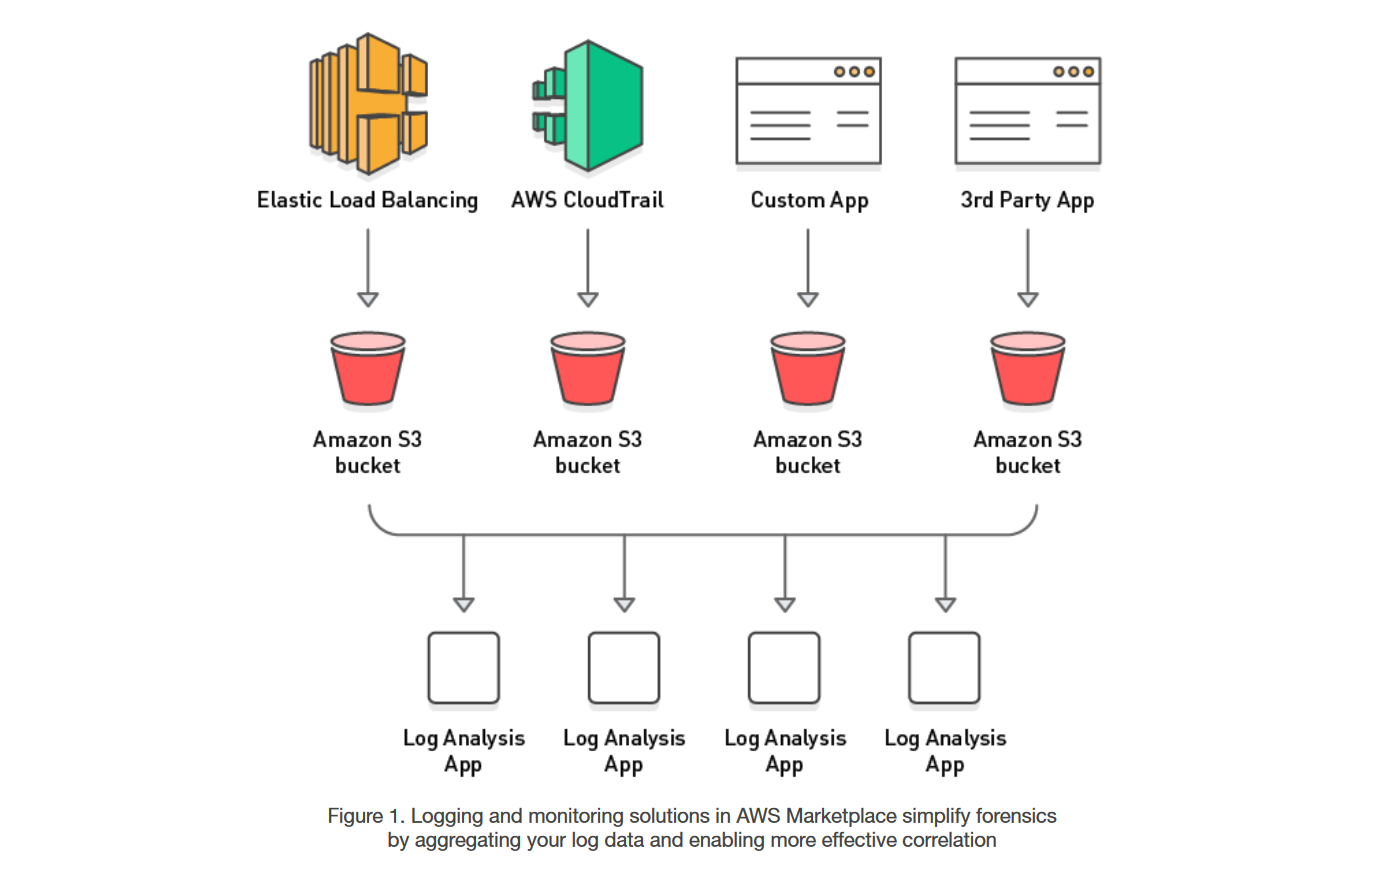 Elastic Load Balancing
AWS CloudTrail
Custom App
3rd Party App
Amazon S3
bucket
Amazon S3
bucket
Amazon S3
bucket
Amazon S3
bucket
Log Analysis
App
Log Analysis
App
Log Analysis
App
Log Analysis
App
Figure 1. Logging and monitoring solutions in AWS Marketplace simplify forensics
by aggregating your log data and enabling more effective correlation